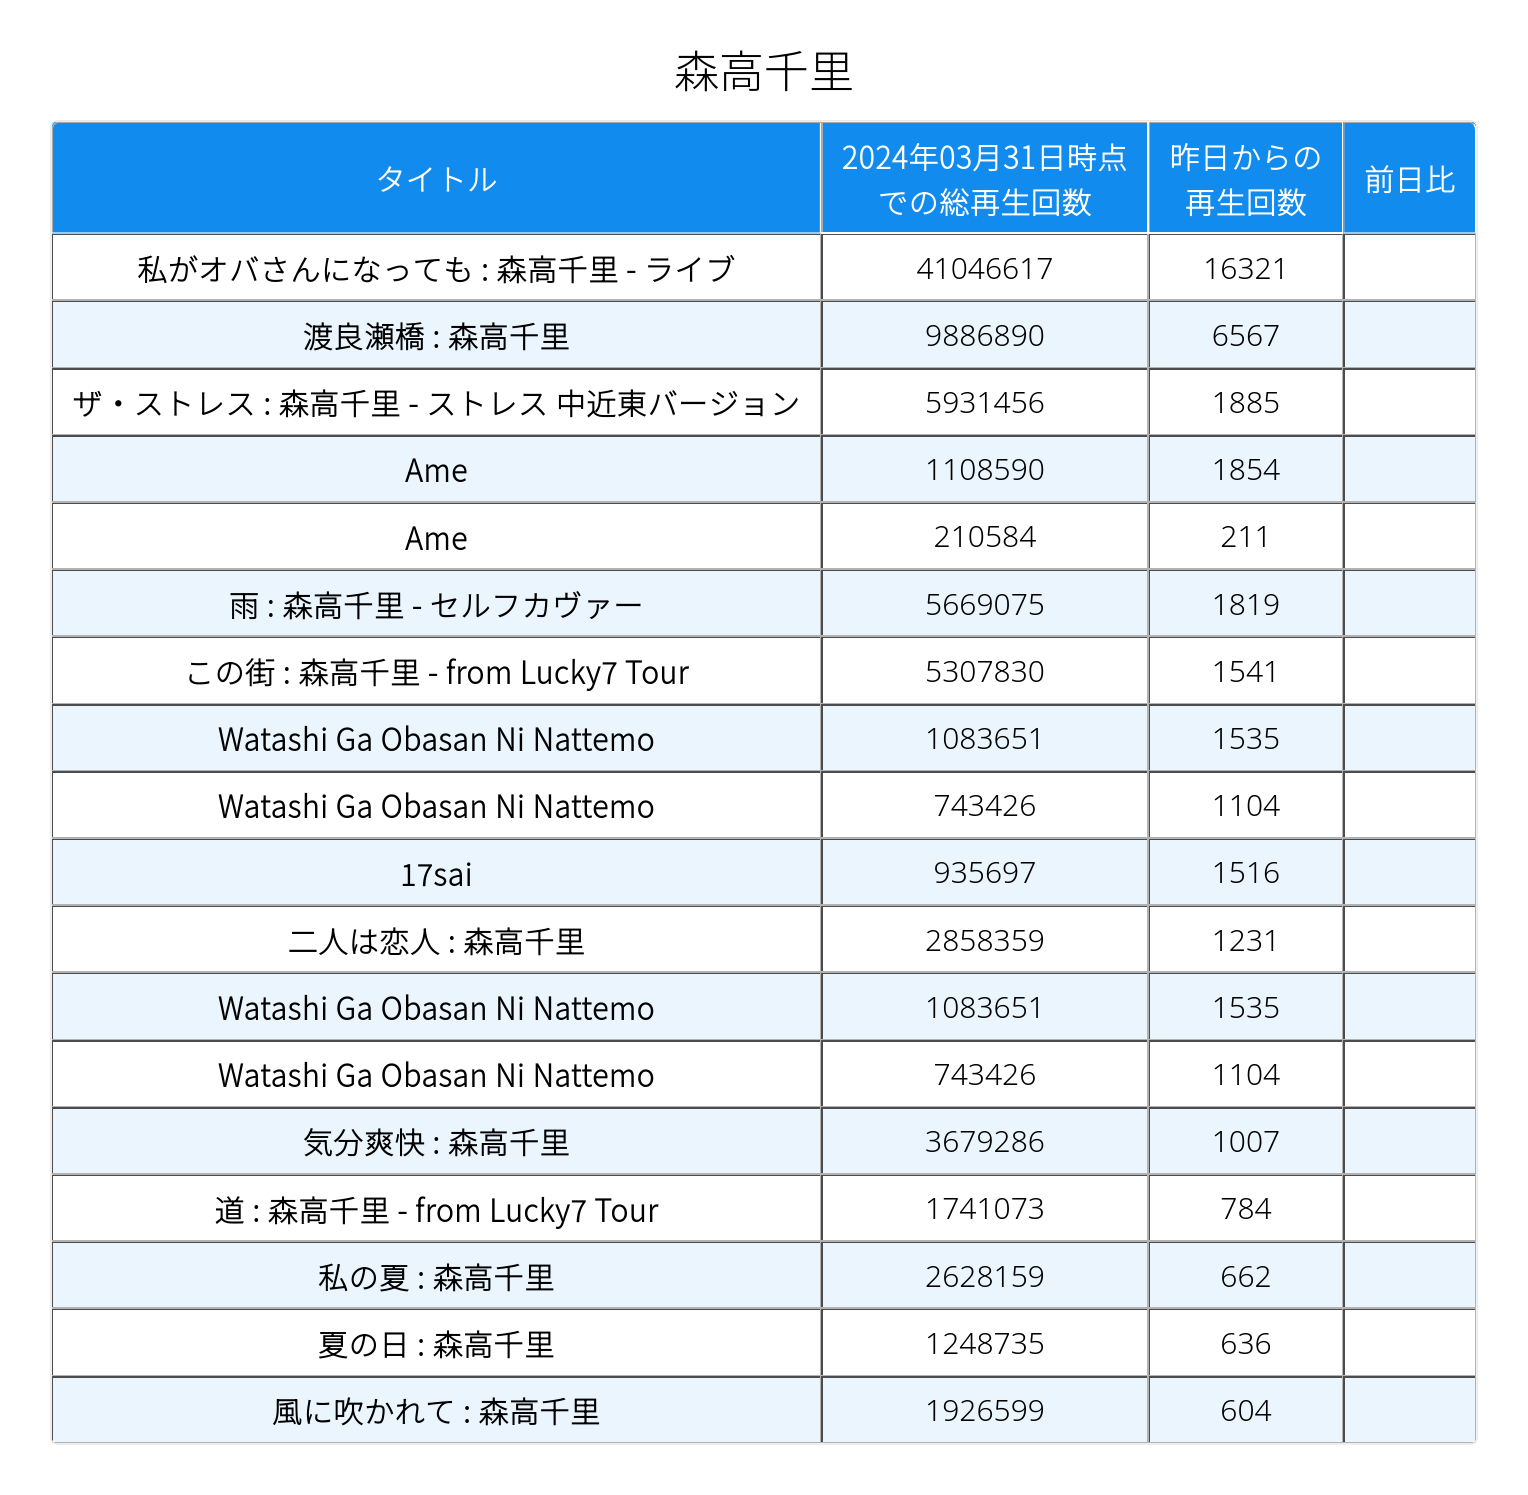 森高千里
タイトル 2024年03月31日時点での総再生回数 昨日からの再生回数 前日比
私がオバさんになっても : 森高千里 - ライブ 41046617 16321
渡良瀬橋 : 森高千里 9886890 6567
ザ・ストレス : 森高千里 - ストレス 中近東バージョン 5931456 1885
Ame 1108590 1854
Ame 210584 211
雨 : 森高千里 - セルフカヴァー 5669075 1819
この街 : 森高千里 - from Lucky7 Tour 5307830 1541
Watashi Ga Obasan Ni Nattemo 1083651 1535
Watashi Ga Obasan Ni Nattemo 743426 1104
17sai 935697 1516
二人は恋人 : 森高千里 2858359 1231
Watashi Ga Obasan Ni Nattemo 1083651 1535
Watashi Ga Obasan Ni Nattemo 743426 1104
気分爽快 : 森高千里 3679286 1007
道 : 森高千里 - from Lucky7 Tour 1741073 784
私の夏 : 森高千里 2628159 662
夏の日 : 森高千里 1248735 636
風に吹かれて : 森高千里 1926599 604